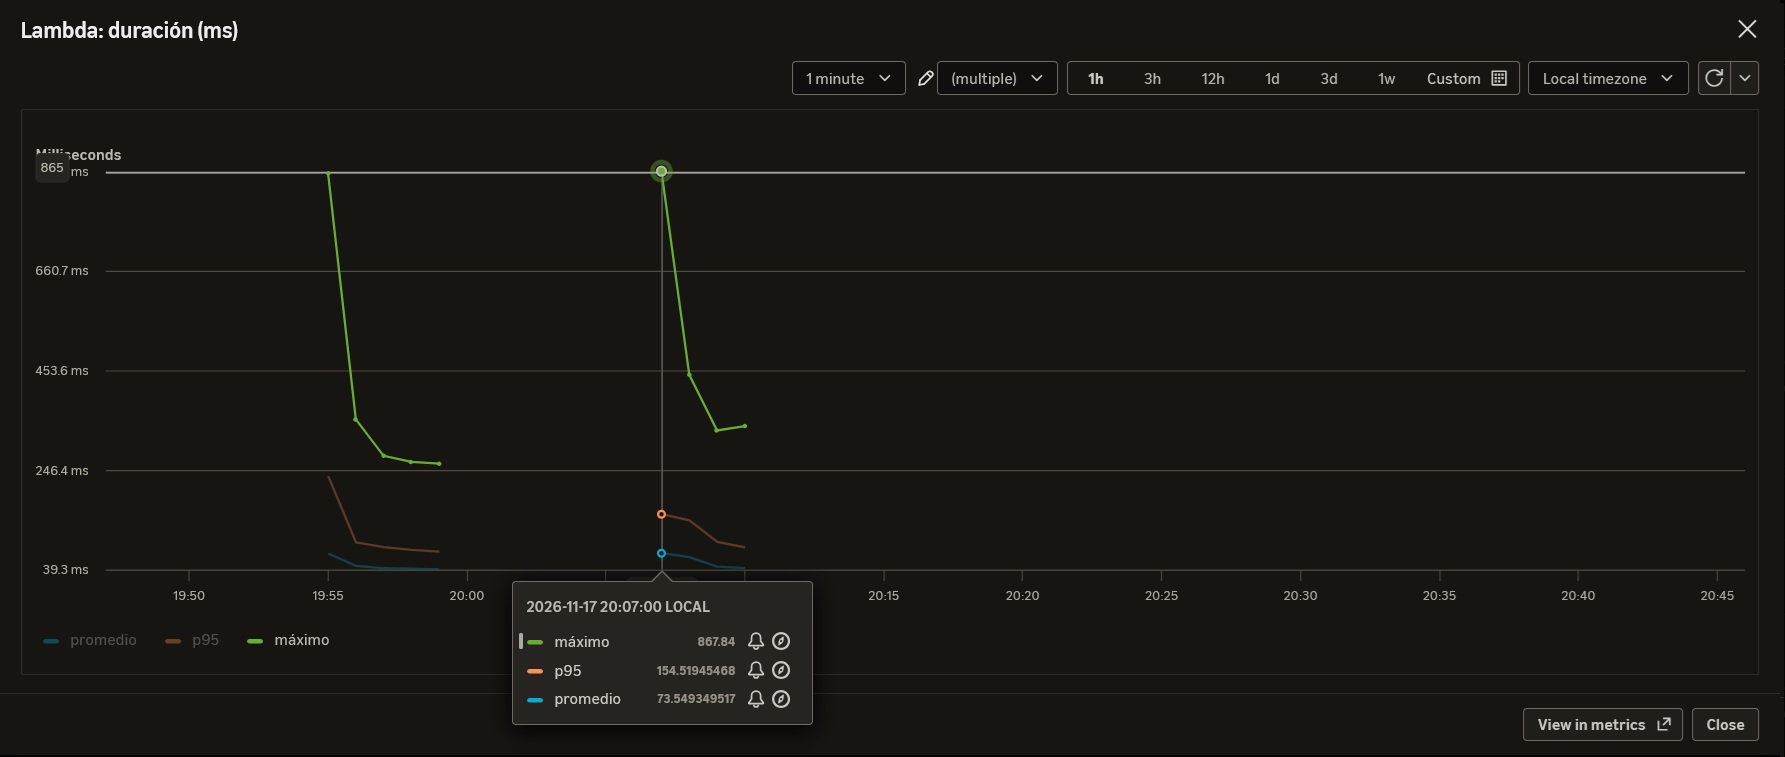 Lambda: duración (ms)
1 minute (multiple) 1h 3h 12h 1d 3d 1w Custom Local timezone
Milliseconds
865 ms
660.7 ms
453.6 ms
246.4 ms
39.3 ms
19:50 19:55 20:00 20:15 20:20 20:25 20:30 20:35 20:40 20:45
promedio p95 máximo
2026-11-17 20:07:00 LOCAL
máximo 867.84
p95 154.51945468
promedio 73.549349517
View in metrics Close